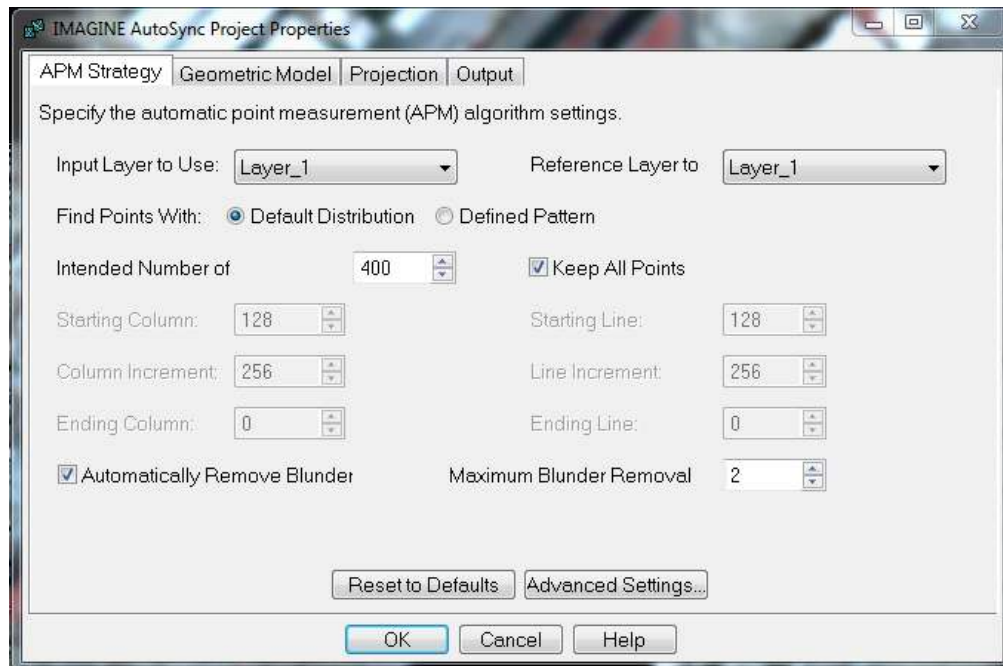 IMAGINE AutoSync Project Properties
APM Strategy Geometric Model Projection Output
Specify the automatic point measurement (APM) algorithm settings.
Input Layer to Use: Layer_1 Reference Layer to Layer_1
Find Points With: Default Distribution Defined Pattern
Intended Number of 400 Keep All Points
Starting Column: 128 Starting Line: 128
Column Increment: 256 Line Increment: 256
Ending Column: 0 Ending Line: 0
Automatically Remove Blunder Maximum Blunder Removal 2
Reset to Defaults Advanced Settings...
OK Cancel Help